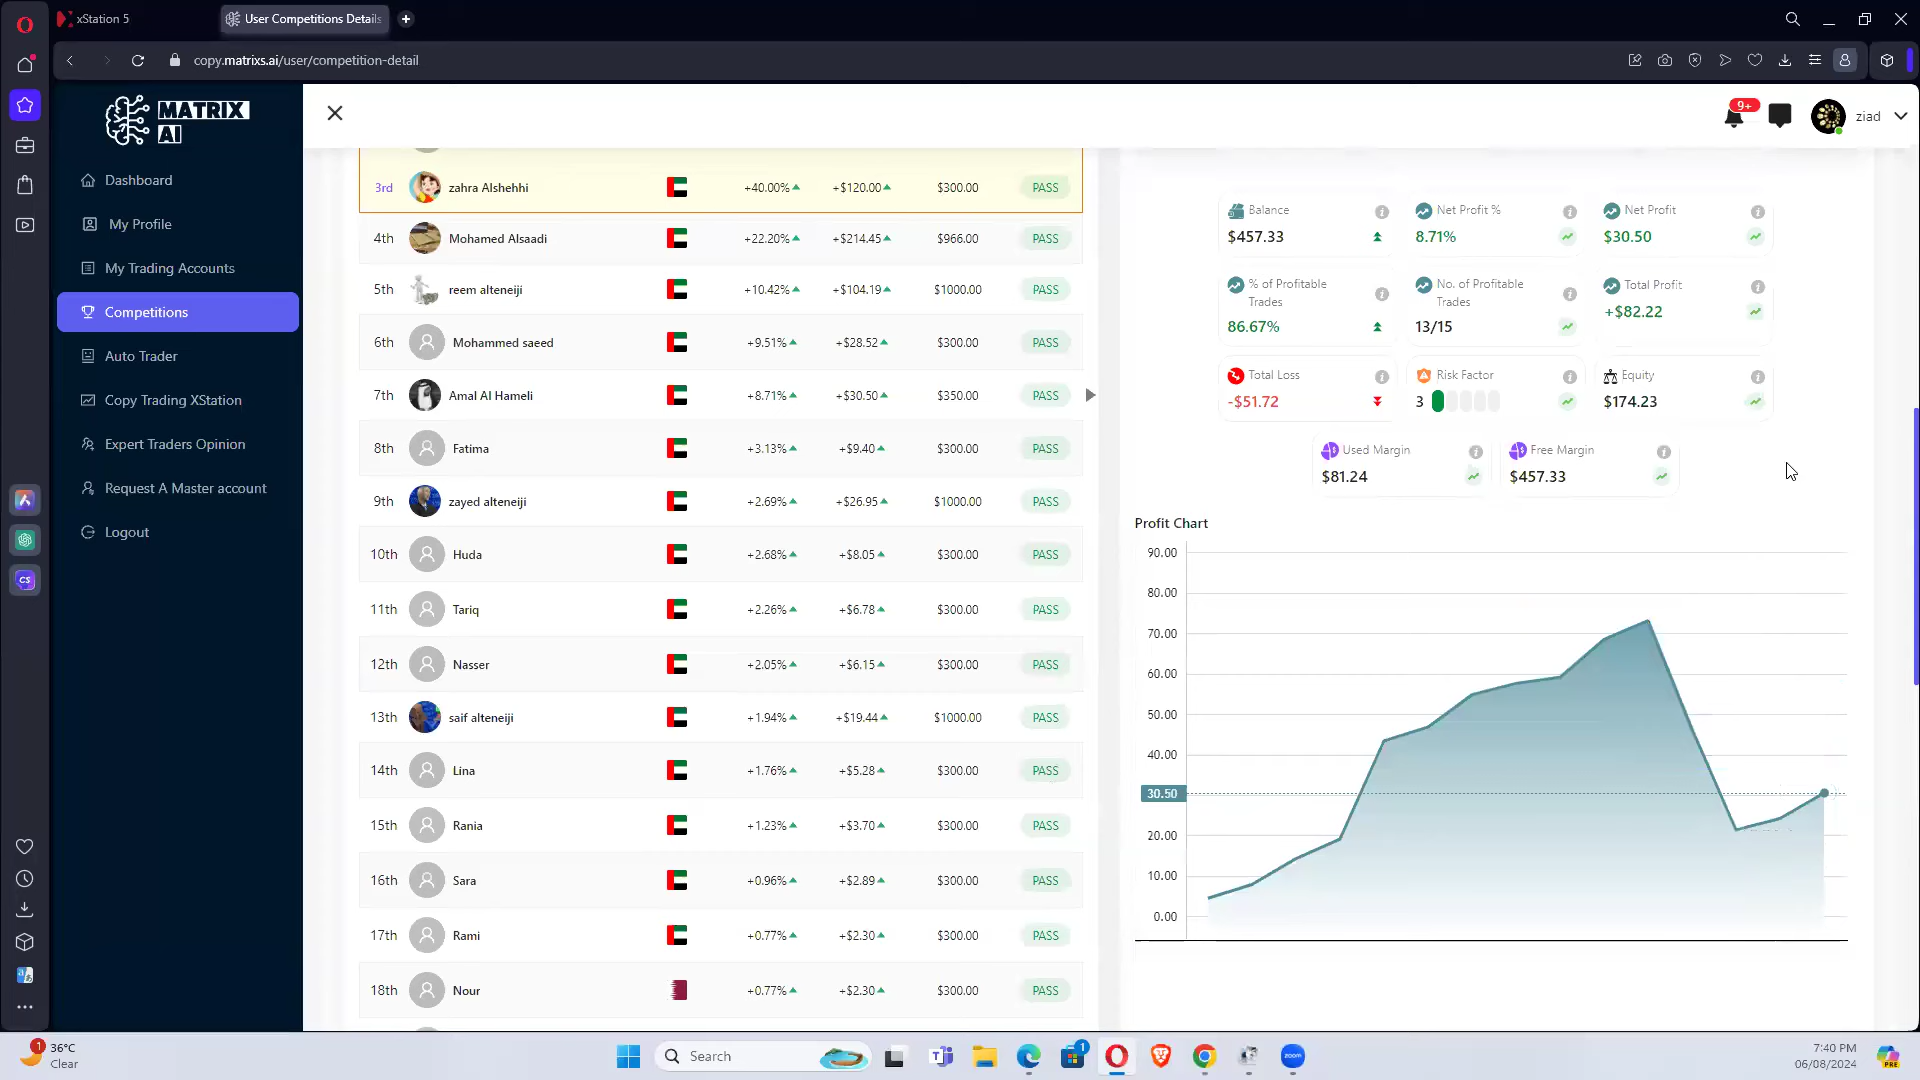 xStation 5
User Competitions Details
copy.matrixs.ai/user/competition-detail
MATRIX
AI
9+
ziad
Dashboard
My Profile
My Trading Accounts
Competitions
Auto Trader
Copy Trading XStation
Expert Traders Opinion
Request A Master account
Logout
3rd zahra Alshehhi +40.00% +$120.00 $300.00 PASS
4th Mohamed Alsaadi +22.20% +$214.45 $966.00 PASS
5th reem alteneiji +10.42% +$104.19 $1000.00 PASS
6th Mohammed saeed +9.51% +$28.52 $300.00 PASS
7th Amal Al Hameli +8.71% +$30.50 $350.00 PASS
8th Fatima +3.13% +$9.40 $300.00 PASS
9th zayed alteneiji +2.69% +$26.95 $1000.00 PASS
10th Huda +2.68% +$8.05 $300.00 PASS
11th Tariq +2.26% +$6.78 $300.00 PASS
12th Nasser +2.05% +$6.15 $300.00 PASS
13th saif alteneiji +1.94% +$19.44 $1000.00 PASS
14th Lina +1.76% +$5.28 $300.00 PASS
15th Rania +1.23% +$3.70 $300.00 PASS
16th Sara +0.96% +$2.89 $300.00 PASS
17th Rami +0.77% +$2.30 $300.00 PASS
18th Nour +0.77% +$2.30 $300.00 PASS
Balance
$457.33
Net Profit %
8.71%
Net Profit
$30.50
% of Profitable
Trades
86.67%
No. of Profitable
Trades
13/15
Total Profit
+$82.22
Total Loss
-$51.72
Risk Factor
3
Equity
$174.23
Used Margin
$81.24
Free Margin
$457.33
Profit Chart
90.00
80.00
70.00
60.00
50.00
40.00
30.50
20.00
10.00
0.00
CS
1
36°C
Clear
Search
1
zoom
7:40 PM
06/08/2024
PRE